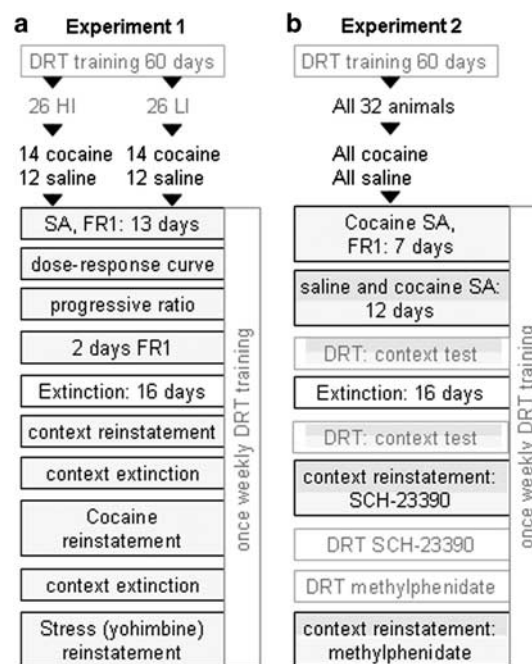 a Experiment 1
DRT training 60 days
26 HI 26 LI
14 cocaine 14 cocaine
12 saline 12 saline
SA, FR1: 13 days
dose-response curve
progressive ratio
2 days FR1
Extinction: 16 days
context reinstatement
context extinction
Cocaine
reinstatement
context extinction
Stress (yohimbine)
reinstatement
once weekly DRT training
b Experiment 2
DRT training 60 days
All 32 animals
All cocaine
All saline
Cocaine SA,
FR1: 7 days
saline and cocaine SA:
12 days
DRT: context test
Extinction: 16 days
DRT: context test
context reinstatement:
SCH-23390
DRT SCH-23390
DRT methylphenidate
context reinstatement:
methylphenidate
once weekly DRT training